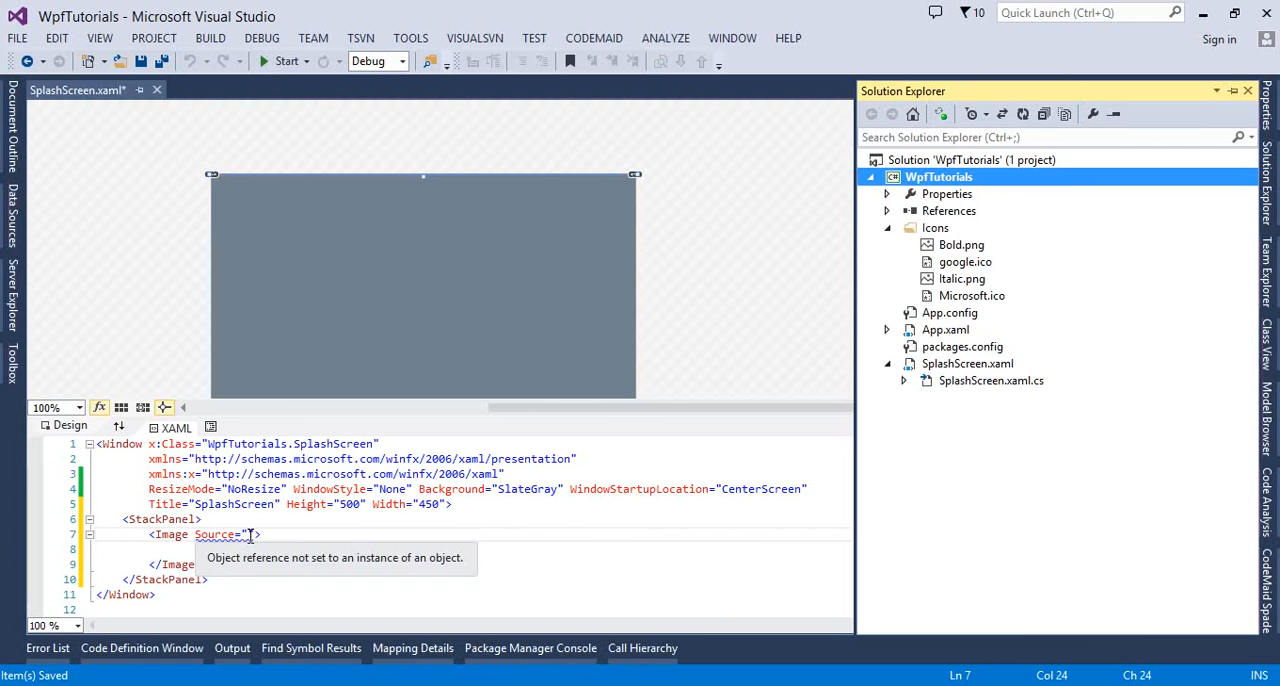 WpfTutorials - Microsoft Visual Studio
10
Quick Launch (Ctrl+Q)
FILE EDIT VIEW PROJECT BUILD DEBUG TEAM TSVN TOOLS VISUALSVN TEST CODEMAID ANALYZE WINDOW HELP
Sign in
Start
Debug
Document Outline
Data Sources
Server Explorer
Toolbox
SplashScreen.xaml*
100%
Design
XAML
1 <Window x:Class="WpfTutorials.SplashScreen"
2 xmlns="http://schemas.microsoft.com/winfx/2006/xaml/presentation"
3 xmlns:x="http://schemas.microsoft.com/winfx/2006/xaml"
4 ResizeMode="NoResize" WindowStyle="None" Background="SlateGray" WindowStartupLocation="CenterScreen"
5 Title="SplashScreen" Height="500" Width="450">
6 <StackPanel>
7 <Image Source="">
8
Object reference not set to an instance of an object.
9 </Image
10 </StackPanel>
11 </Window>
12
100 %
Solution Explorer
Search Solution Explorer (Ctrl+;)
Solution 'WpfTutorials' (1 project)
WpfTutorials
Properties
References
Icons
Bold.png
google.ico
Italic.png
Microsoft.ico
App.config
App.xaml
packages.config
SplashScreen.xaml
SplashScreen.xaml.cs
Properties
Solution Explorer
Team Explorer
Class View
Model Browser
CodeMaid Spade
Error List Code Definition Window Output Find Symbol Results Mapping Details Package Manager Console Call Hierarchy
Item(s) Saved
Ln 7 Col 24 Ch 24 INS